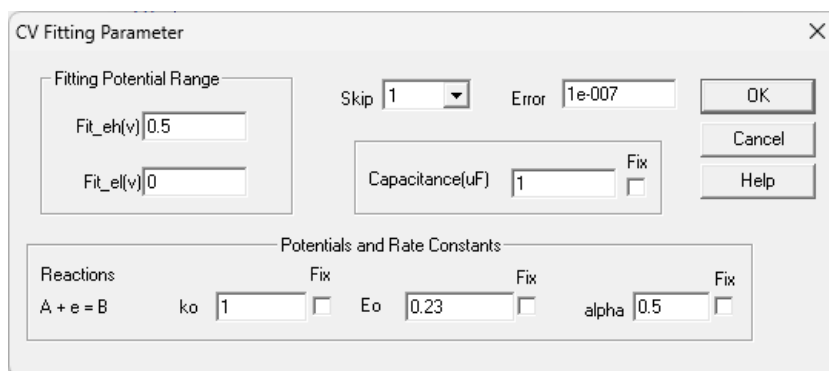 CV Fitting Parameter
Fitting Potential Range
Fit_eh(v) 0.5
Fit_el(v) 0
Skip 1
Error 1e-007
Capacitance(uF) 1
Fix
OK
Cancel
Help
Potentials and Rate Constants
Reactions
Fix
Fix
Fix
A + e = B
ko 1
Eo 0.23
alpha 0.5